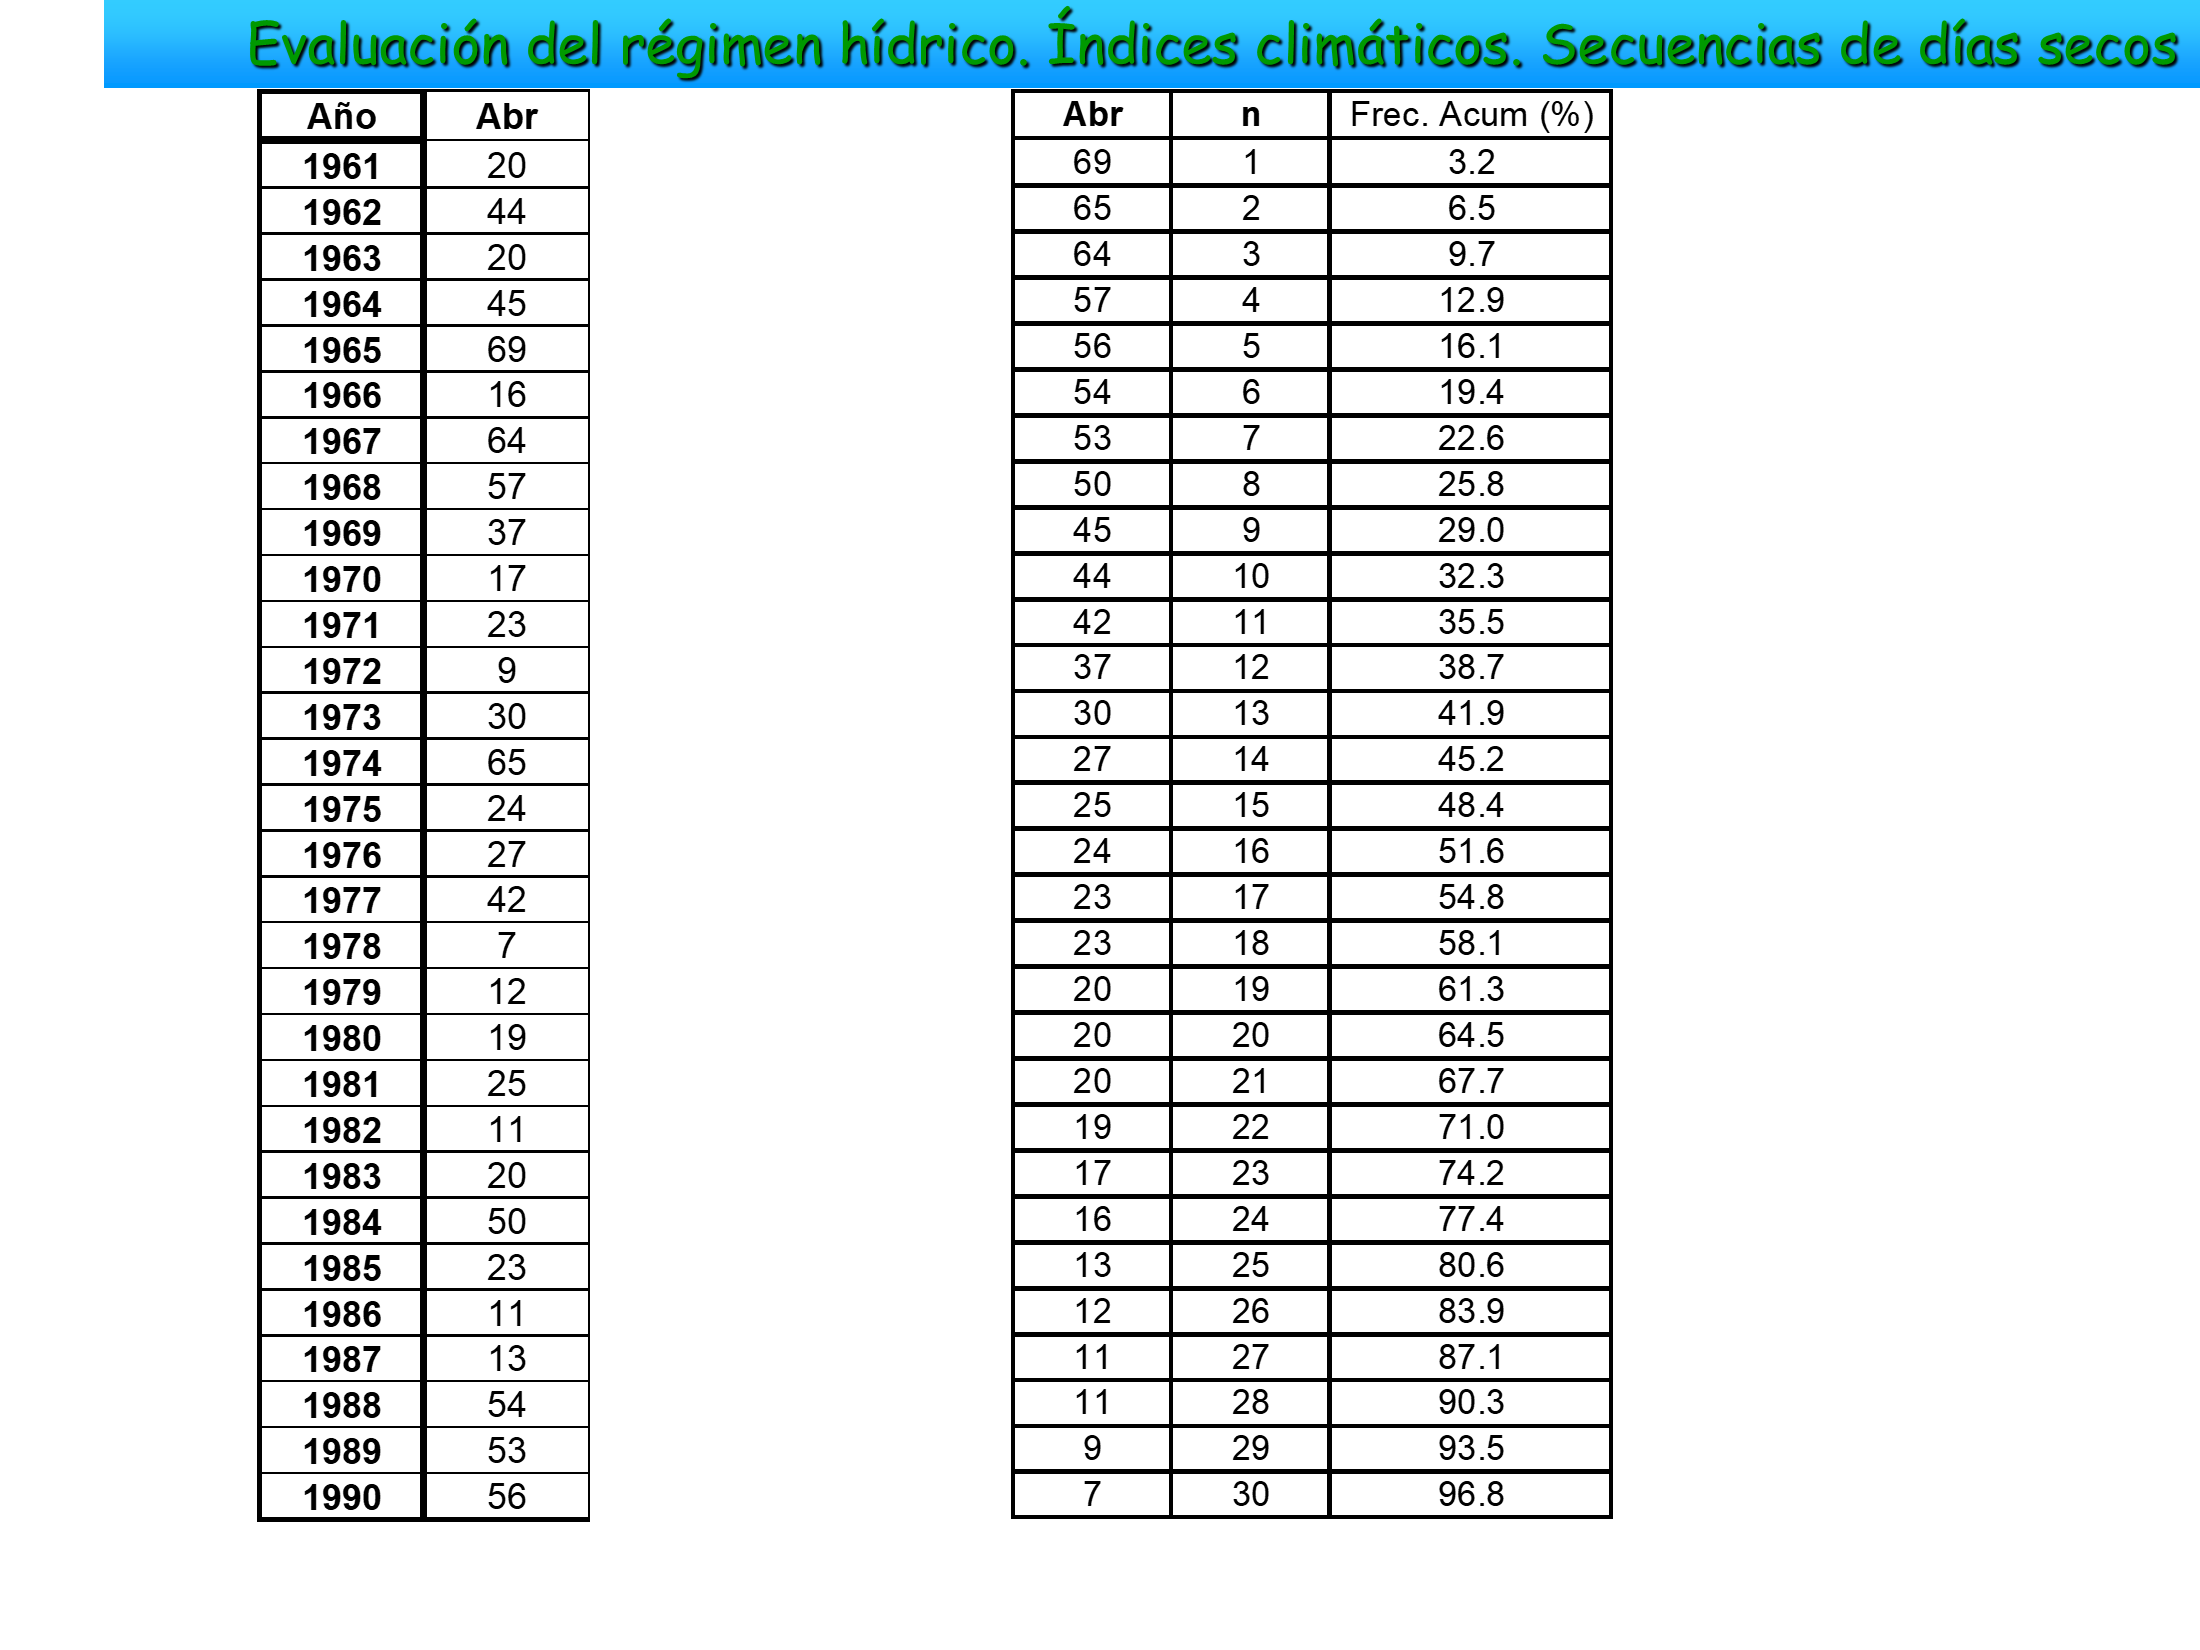 Evaluación del régimen hídrico. Índices climáticos. Secuencias de días secos
Año Abr
1961 20
1962 44
1963 20
1964 45
1965 69
1966 16
1967 64
1968 57
1969 37
1970 17
1971 23
1972 9
1973 30
1974 65
1975 24
1976 27
1977 42
1978 7
1979 12
1980 19
1981 25
1982 11
1983 20
1984 50
1985 23
1986 11
1987 13
1988 54
1989 53
1990 56
Abr n Frec. Acum (%)
69 1 3.2
65 2 6.5
64 3 9.7
57 4 12.9
56 5 16.1
54 6 19.4
53 7 22.6
50 8 25.8
45 9 29.0
44 10 32.3
42 11 35.5
37 12 38.7
30 13 41.9
27 14 45.2
25 15 48.4
24 16 51.6
23 17 54.8
23 18 58.1
20 19 61.3
20 20 64.5
20 21 67.7
19 22 71.0
17 23 74.2
16 24 77.4
13 25 80.6
12 26 83.9
11 27 87.1
11 28 90.3
9 29 93.5
7 30 96.8